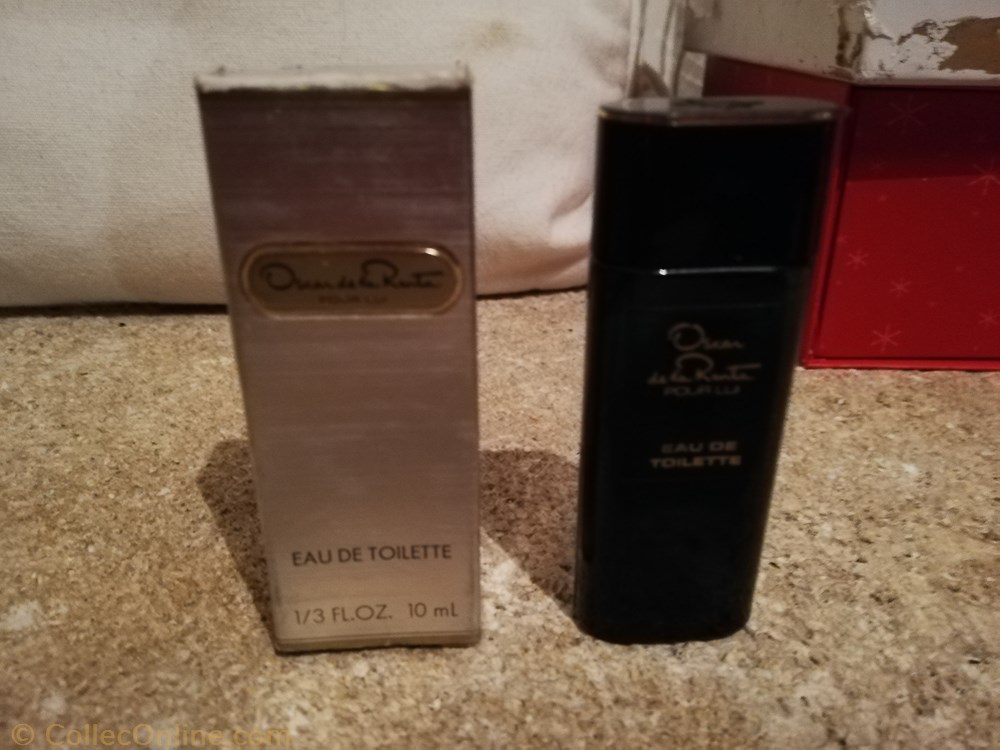 Oscar de la Renta
POUR LUI
EAU DE TOILETTE
1/3 FL.OZ. 10 mL
Oscar
de la Renta
POUR LUI
EAU DE
TOILETTE
© CollecOnline.com